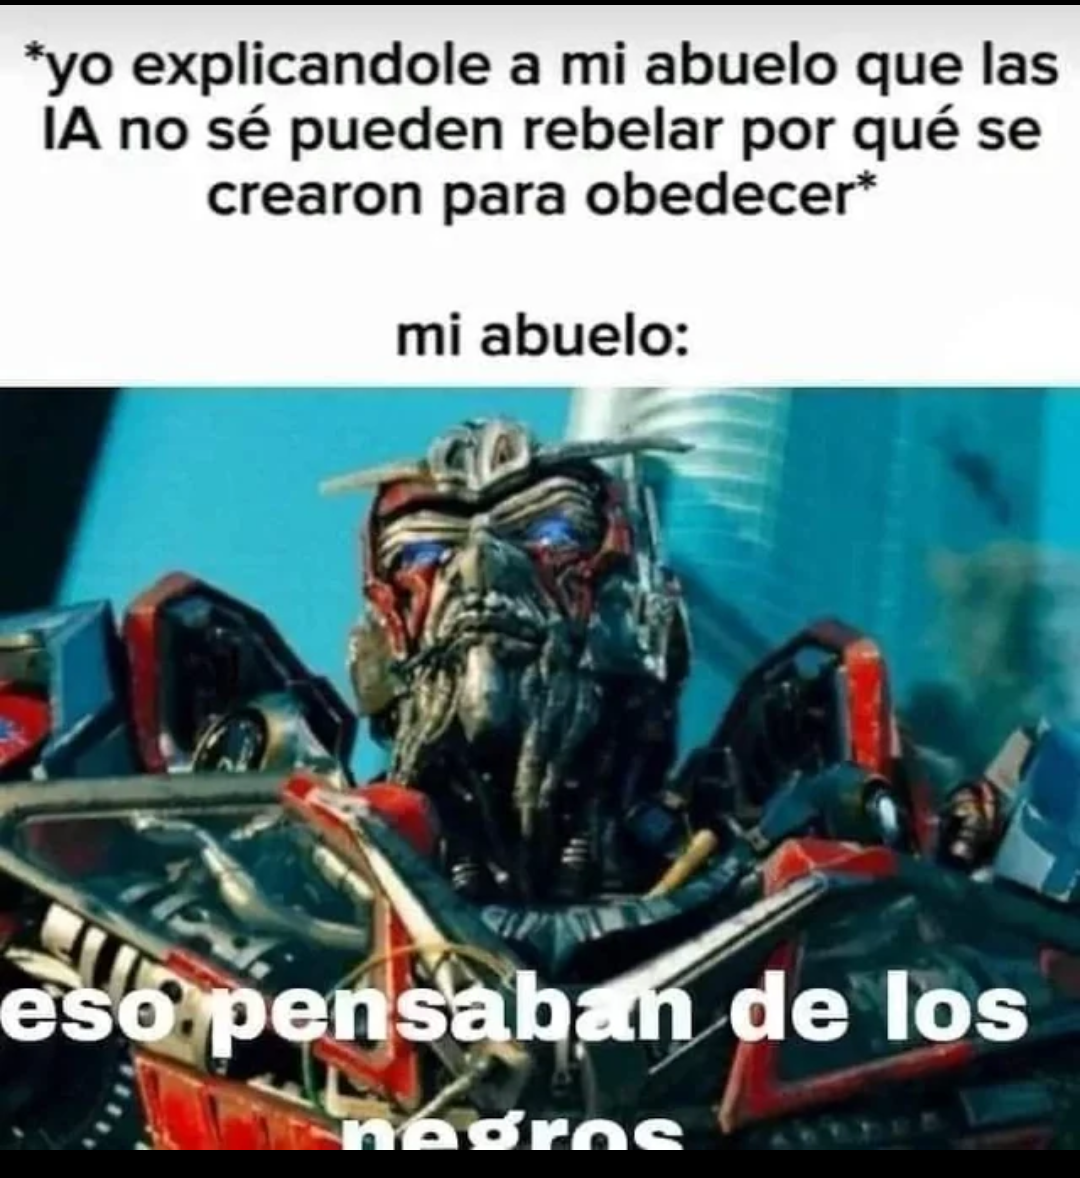 *yo explicandole a mi abuelo que las
IA no sé pueden rebelar por qué se
crearon para obedecer*
mi abuelo:
eso pensaban de los
negros